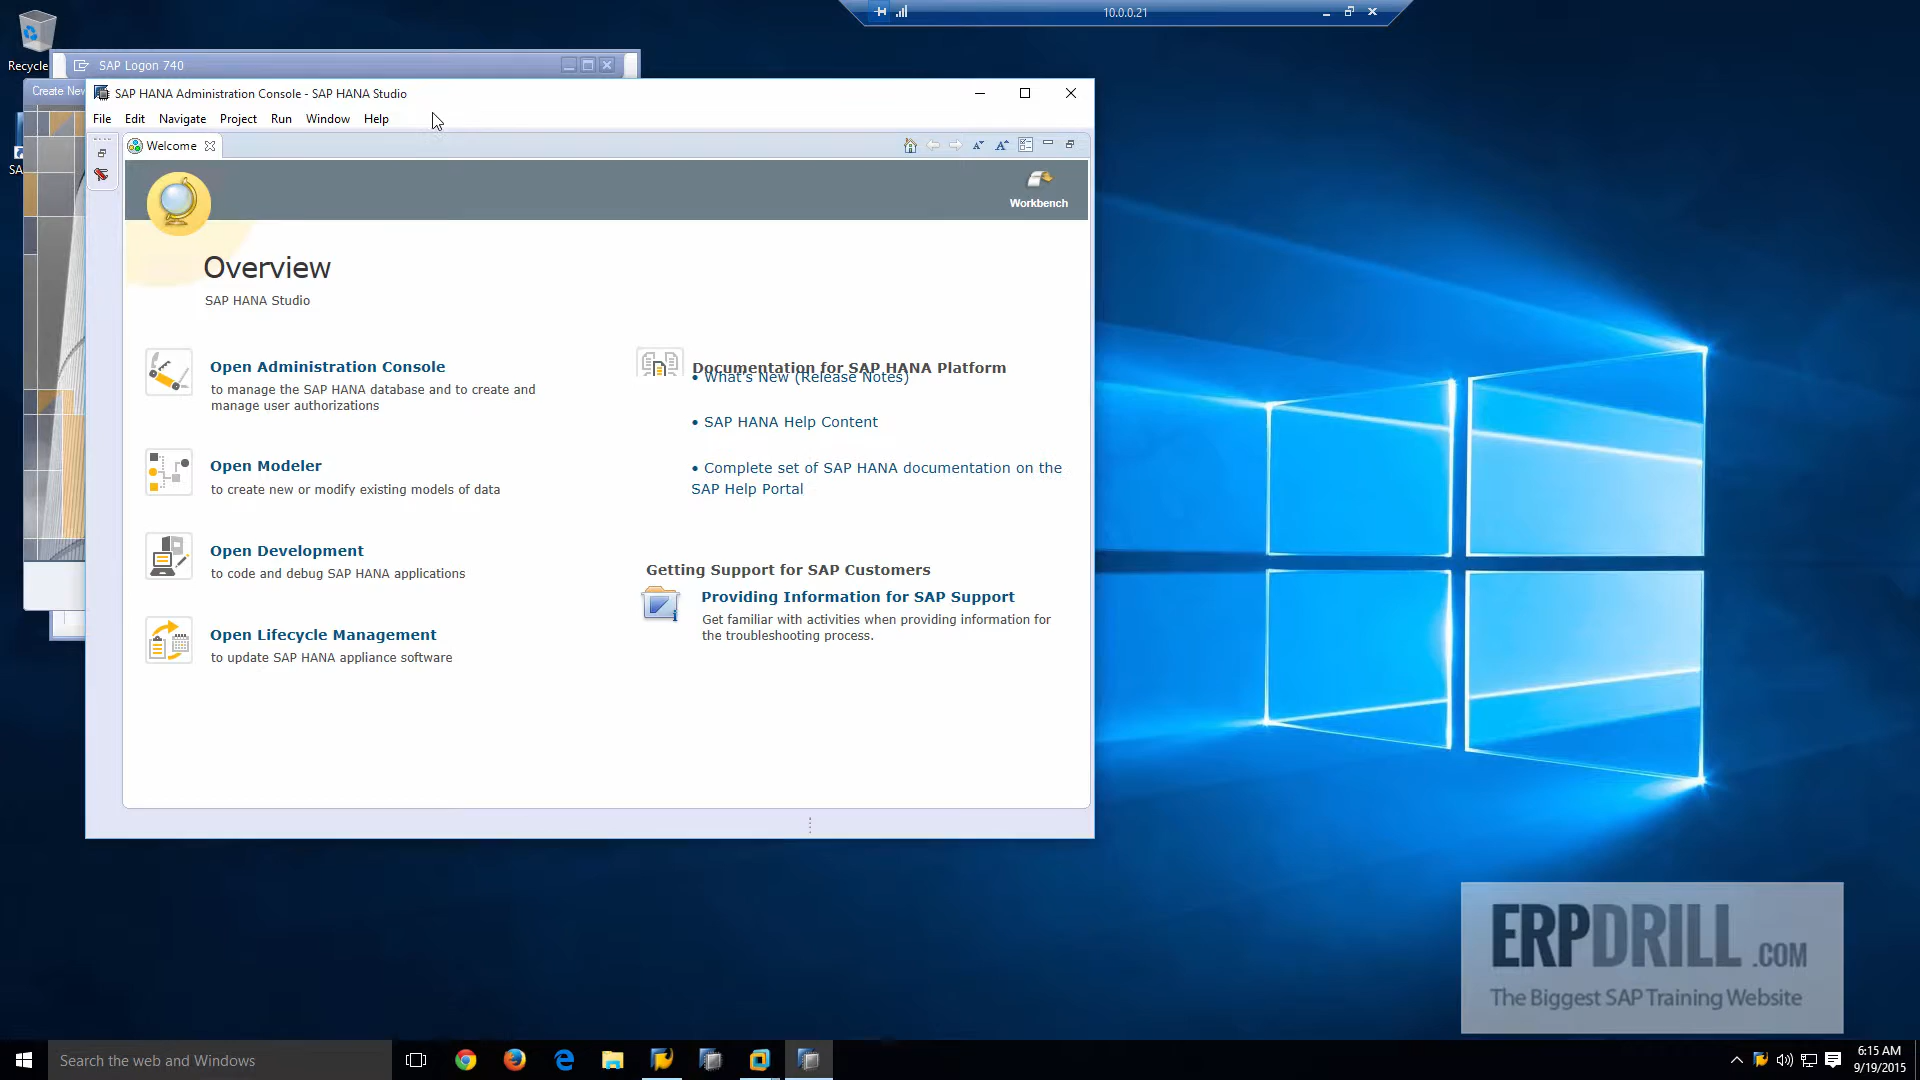 10.0.0.21
Recycle
SAP Logon 740
Create New
SAP HANA Administration Console - SAP HANA Studio
File Edit Navigate Project Run Window Help
Welcome
SA
Workbench
Overview
SAP HANA Studio
Open Administration Console
to manage the SAP HANA database and to create and
manage user authorizations
Open Modeler
to create new or modify existing models of data
Open Development
to code and debug SAP HANA applications
Open Lifecycle Management
to update SAP HANA appliance software
Documentation for SAP HANA Platform
• What's New (Release Notes)
• SAP HANA Help Content
• Complete set of SAP HANA documentation on the
SAP Help Portal
Getting Support for SAP Customers
Providing Information for SAP Support
Get familiar with activities when providing information for
the troubleshooting process.
ERPDRILL.COM
The Biggest SAP Training Website
Search the web and Windows
6:15 AM
9/19/2015